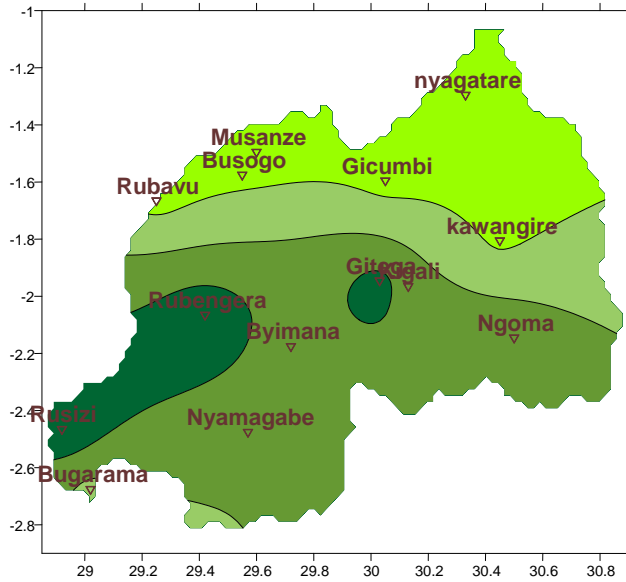 -1
-1.2
-1.4
-1.6
-1.8
-2
-2.2
-2.4
-2.6
-2.8
nyagatare
Musanze
Busogo
Gicumbi
Rubavu
kawangire
Gitega
Kigali
Rubengera
Ngoma
Byimana
Rusizi
Nyamagabe
Bugarama
29 29.2 29.4 29.6 29.8 30 30.2 30.4 30.6 30.8